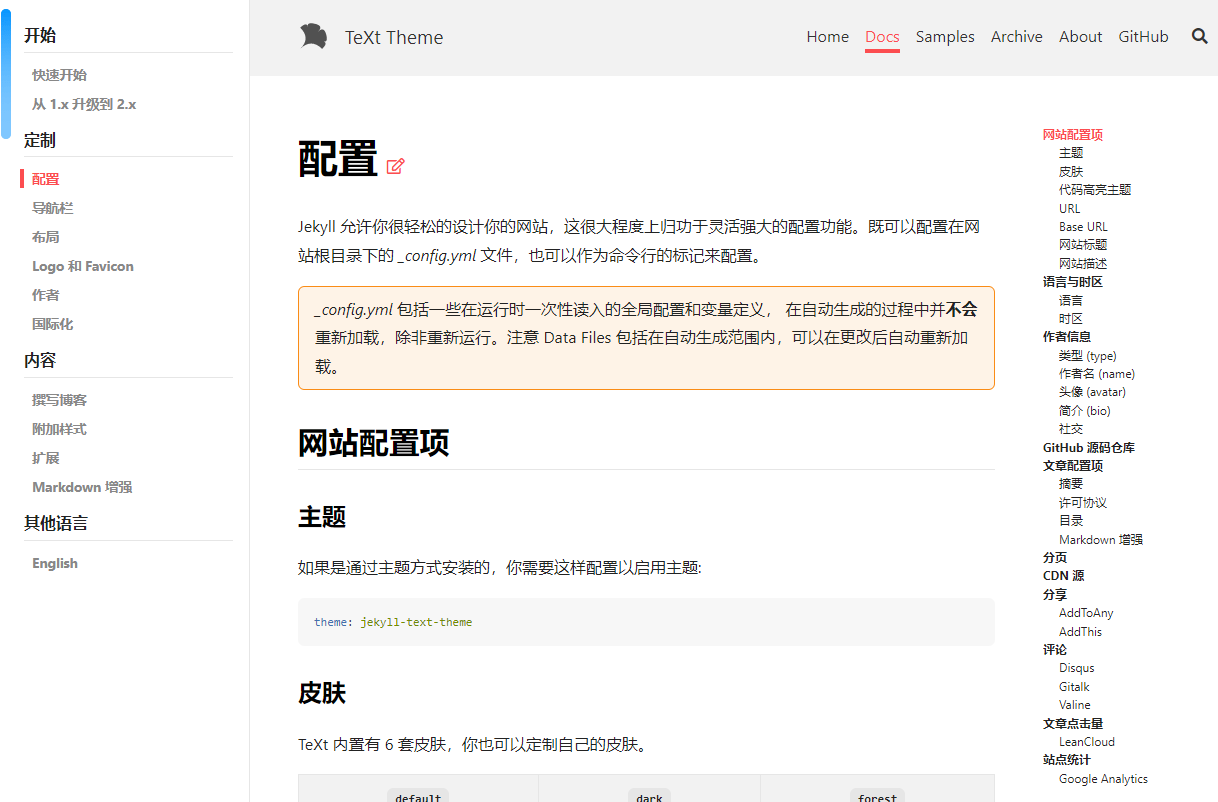 开始
快速开始
从 1.x 升级到 2.x
定制
配置
导航栏
布局
Logo 和 Favicon
作者
国际化
内容
撰写博客
附加样式
扩展
Markdown 增强
其他语言
English
TeXt Theme
Home Docs Samples Archive About GitHub
配置
Jekyll 允许你很轻松的设计你的网站，这很大程度上归功于灵活强大的配置功能。既可以配置在网
站根目录下的 _config.yml 文件，也可以作为命令行的标记来配置。
_config.yml 包括一些在运行时一次性读入的全局配置和变量定义， 在自动生成的过程中并不会
重新加载，除非重新运行。注意 Data Files 包括在自动生成范围内，可以在更改后自动重新加
载。
网站配置项
主题
如果是通过主题方式安装的，你需要这样配置以启用主题:
theme: jekyll-text-theme
皮肤
TeXt 内置有 6 套皮肤，你也可以定制自己的皮肤。
default dark forest
网站配置项
主题
皮肤
代码高亮主题
URL
Base URL
网站标题
网站描述
语言与时区
语言
时区
作者信息
类型 (type)
作者名 (name)
头像 (avatar)
简介 (bio)
社交
GitHub 源码仓库
文章配置项
摘要
许可协议
目录
Markdown 增强
分页
CDN 源
分享
AddToAny
AddThis
评论
Disqus
Gitalk
Valine
文章点击量
LeanCloud
站点统计
Google Analytics